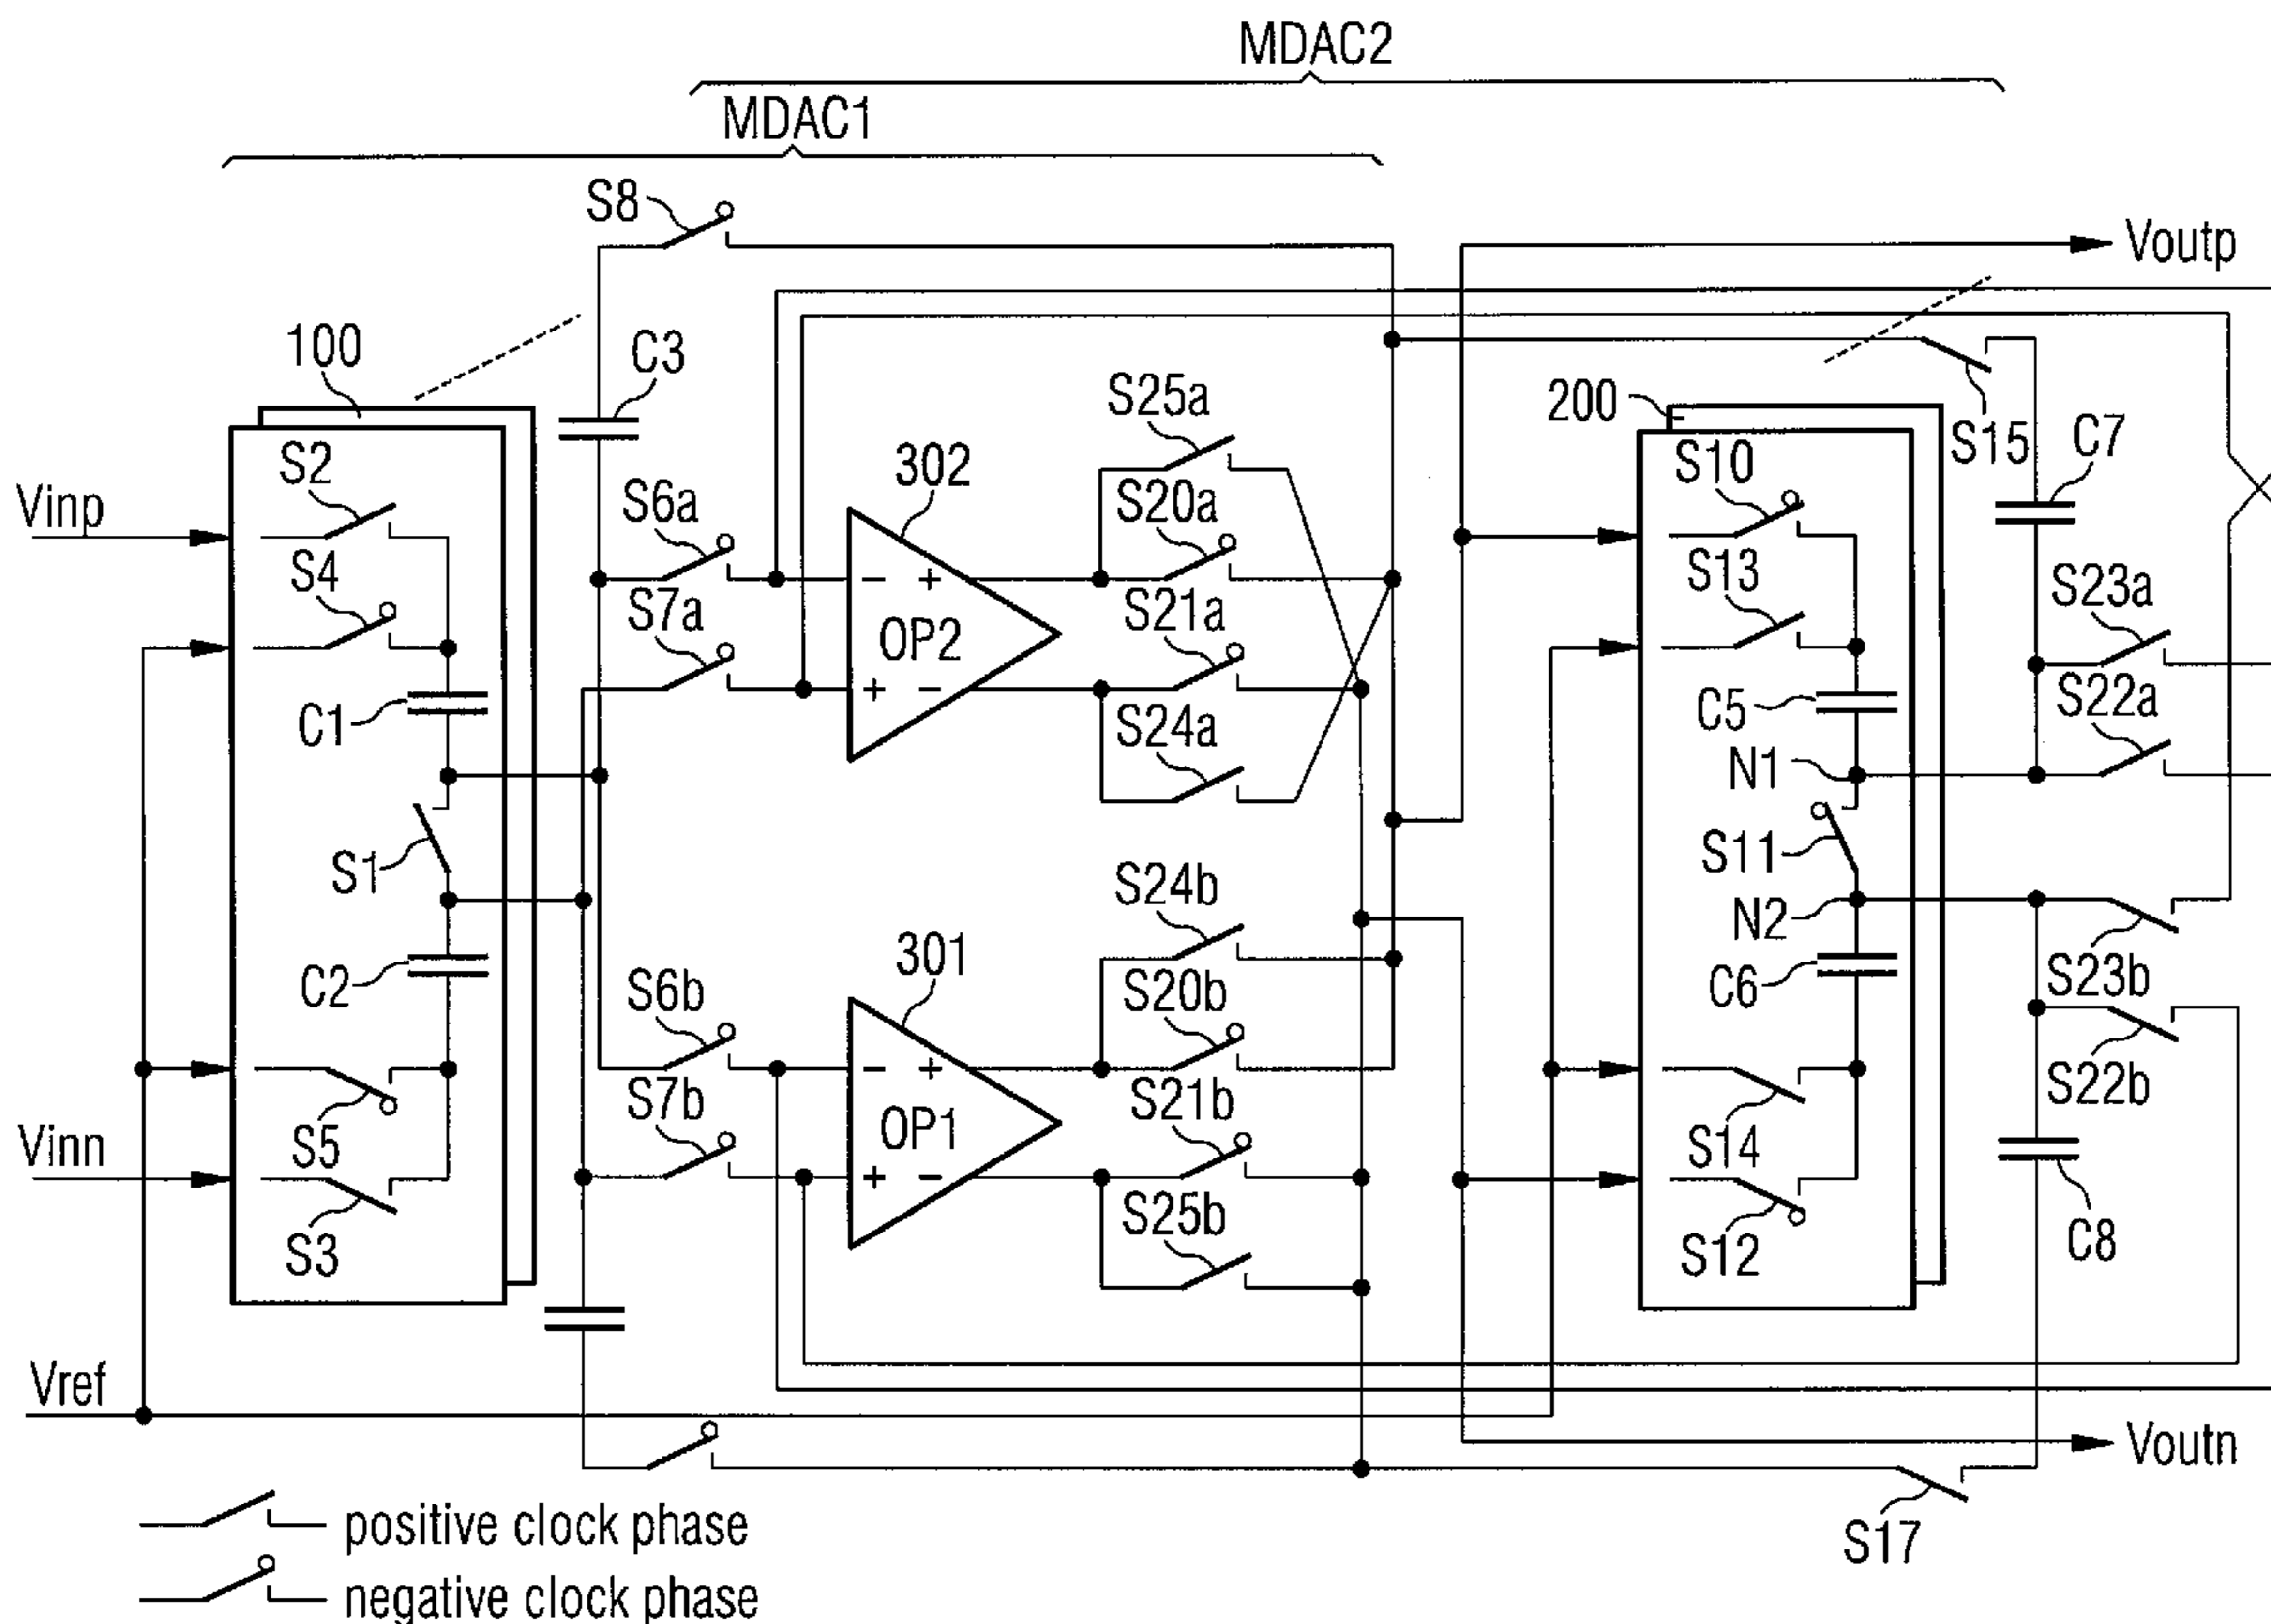 MDAC2
MDAC1
S8
Voutp
100
C3
S25a
200
S10
S15
C7
Vinp
S2
S4
S6a
302
S20a
S13
S23a
S7a
- +
OP2
+ -
S21a
C1
S24a
C5
S22a
N1
S1
S24b
S11
N2
C2
S6b
301
S20b
C6
S23b
S7b
- +
OP1
+ -
S21b
S22b
Vinn
S5
S14
S3
S25b
S12
C8
Vref
Voutn
S17
positive clock phase
negative clock phase